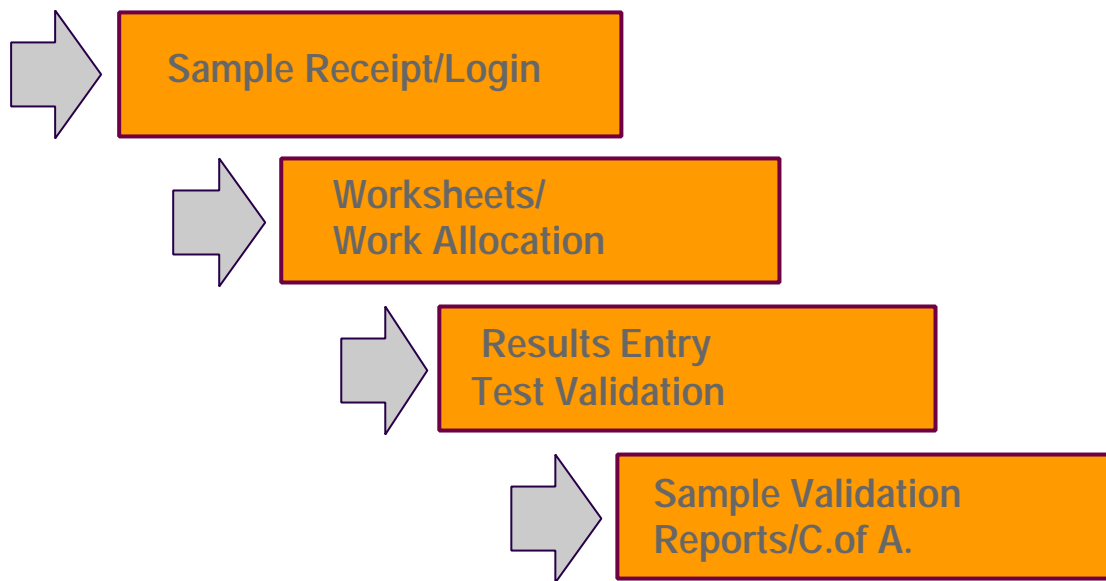 Sample Receipt/Login
Worksheets/
Work Allocation
Results Entry
Test Validation
Sample Validation
Reports/C.of A.